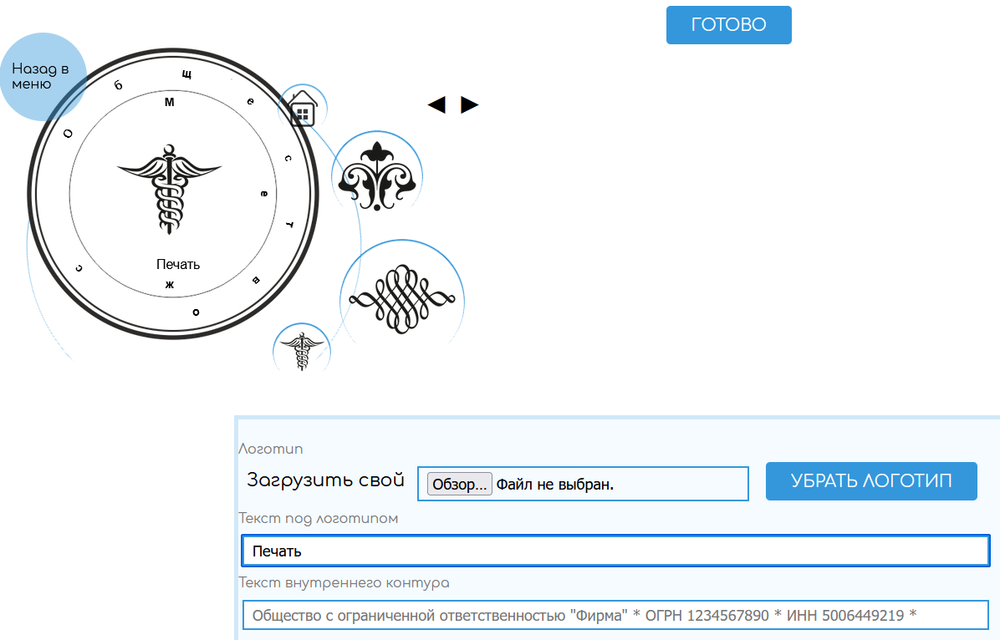 ГОТОВО
Назад в
меню
Общество с
М е ж
Печать
Логотип
Загрузить свой
Обзор... Файл не выбран.
УБРАТЬ ЛОГОТИП
Текст под логотипом
Печать
Текст внутреннего контура
Общество с ограниченной ответственностью "Фирма" * ОГРН 1234567890 * ИНН 5006449219 *